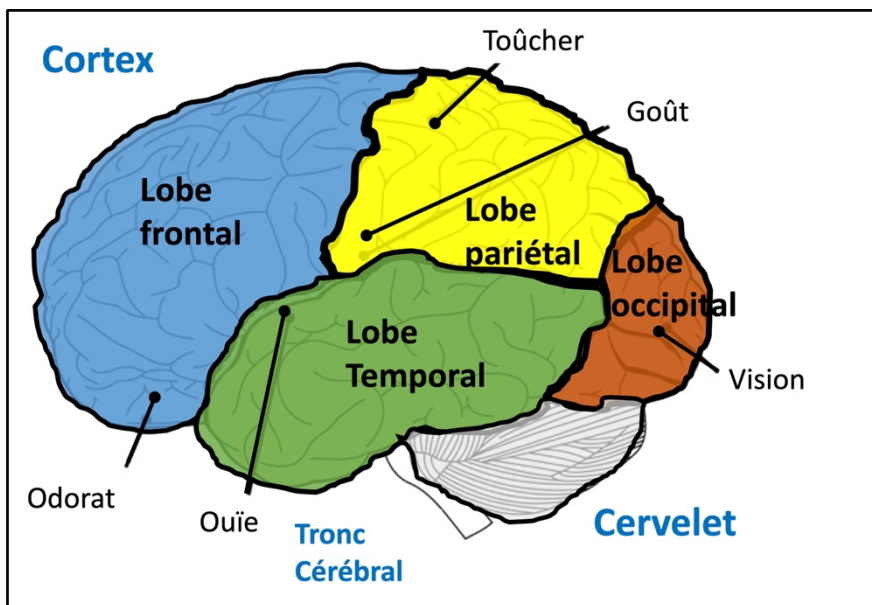 Cortex
Toûcher
Goût
Lobe
frontal
Lobe
pariétal
Lobe
occipital
Lobe
Temporal
Vision
Odorat
Ouïe
Tronc
Cérébral
Cervelet